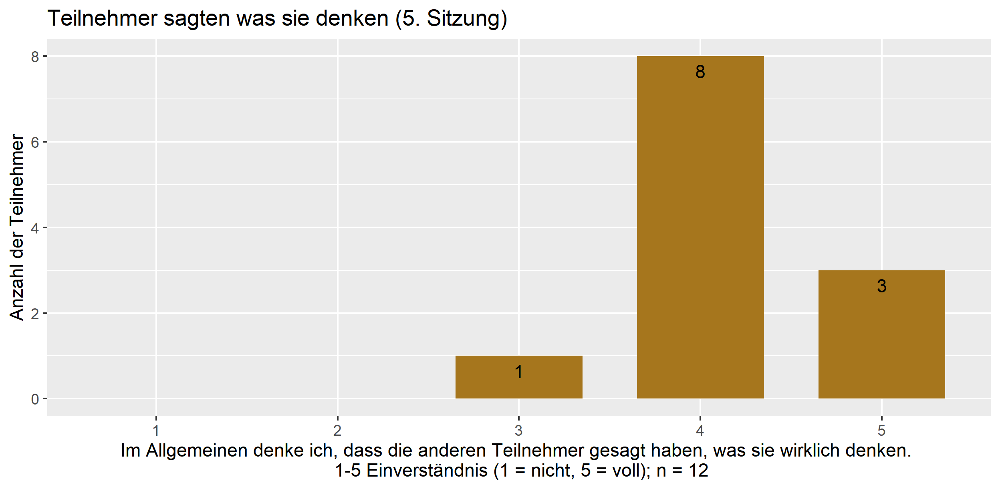 Teilnehmer sagten was sie denken (5. Sitzung)
Anzahl der Teilnehmer
8
6
4
2
0
1
8
3
1 2 3 4 5
Im Allgemeinen denke ich, dass die anderen Teilnehmer gesagt haben, was sie wirklich denken.
1-5 Einverständnis (1 = nicht, 5 = voll); n = 12